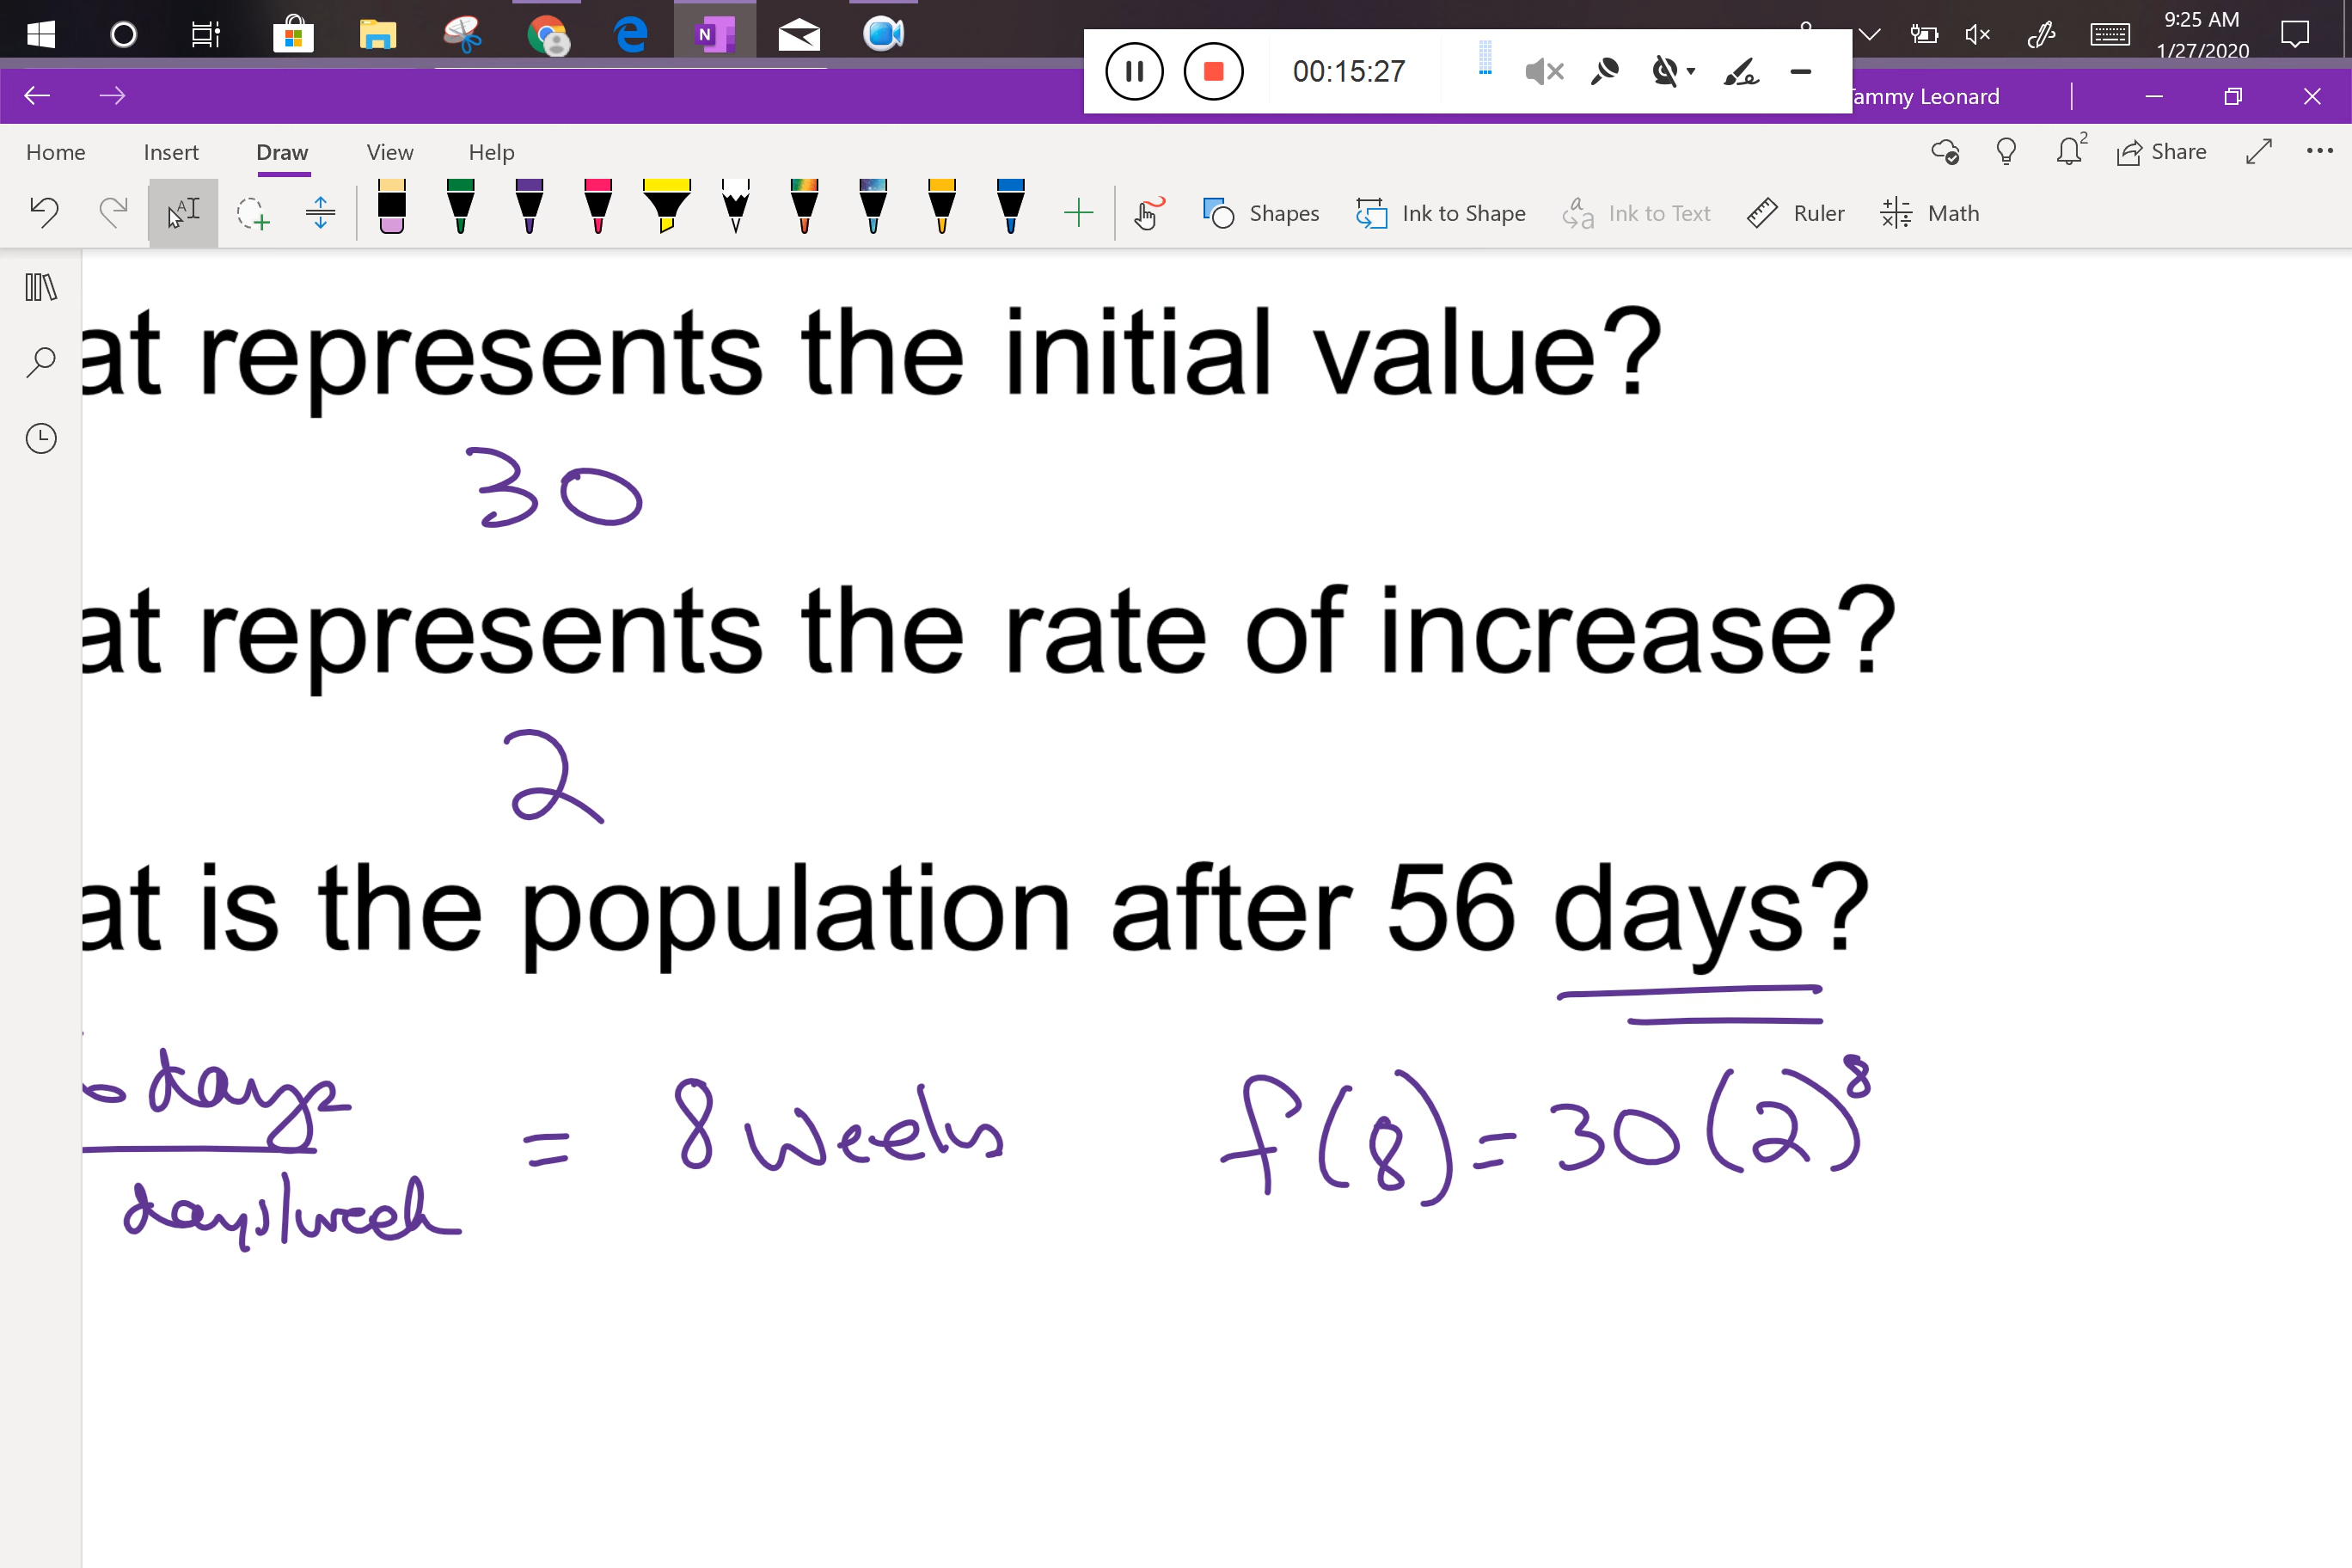 9:25 AM
1/27/2020
00:15:27
ammy Leonard
Home Insert Draw View Help
2
Share
Shapes Ink to Shape Ink to Text Ruler Math
at represents the initial value?
30
at represents the rate of increase?
2
at is the population after 56 days?
days = 8 weeks f(8) = 30(2)⁸
days/week